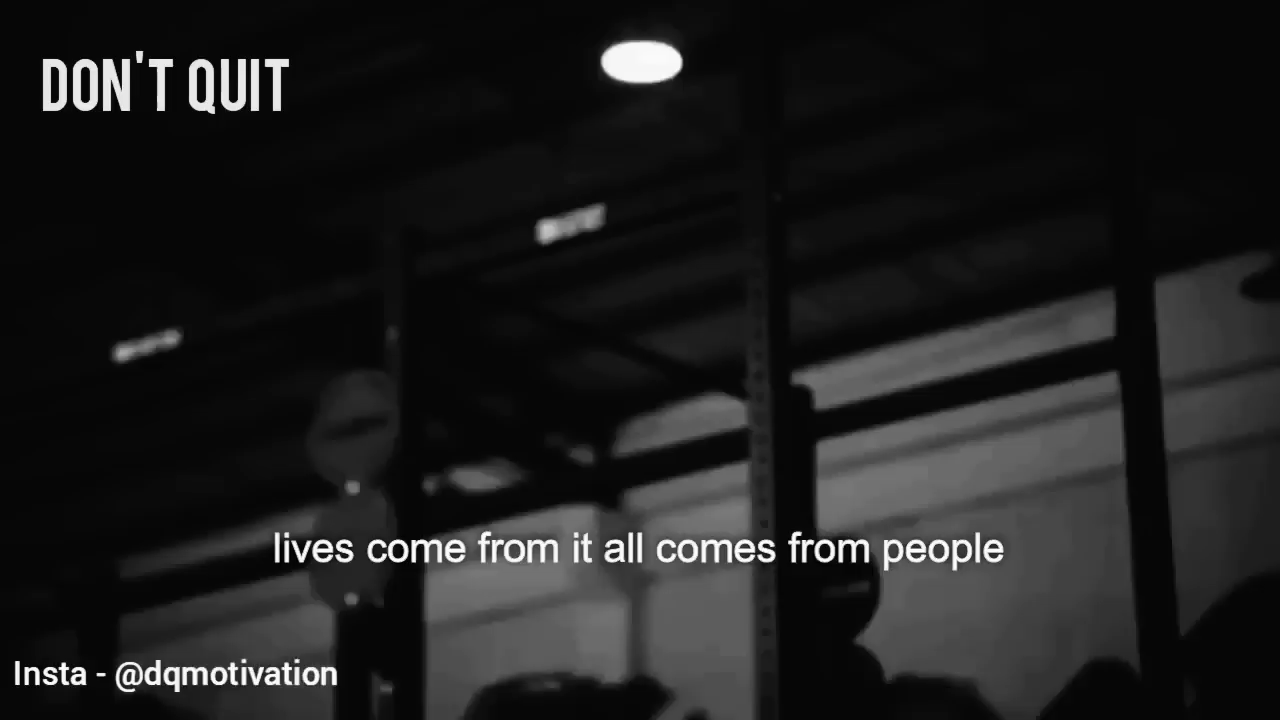 DON'T QUIT
lives come from it all comes from people
Insta - @dqmotivation